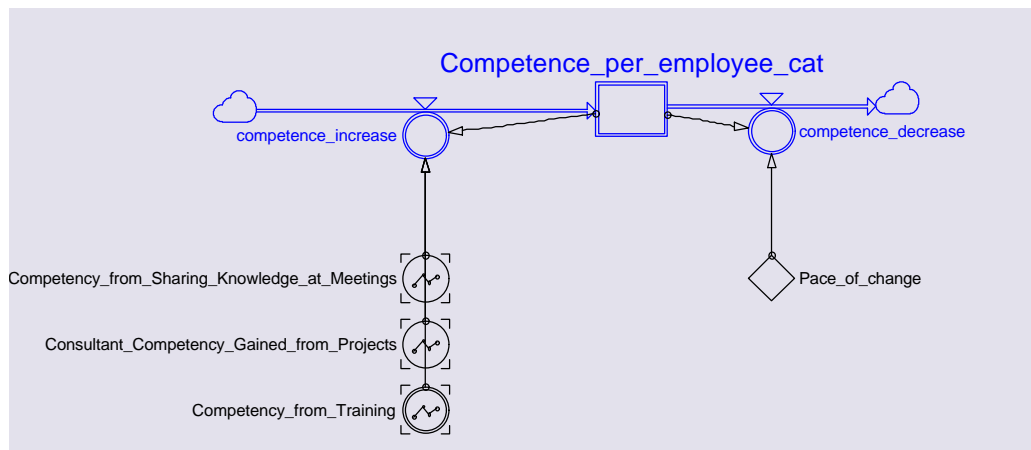 Competence_per_employee_cat
competence_increase
competence_decrease
Competency_from_Sharing_Knowledge_at_Meetings
Pace_of_change
Consultant_Competency_Gained_from_Projects
Competency_from_Training